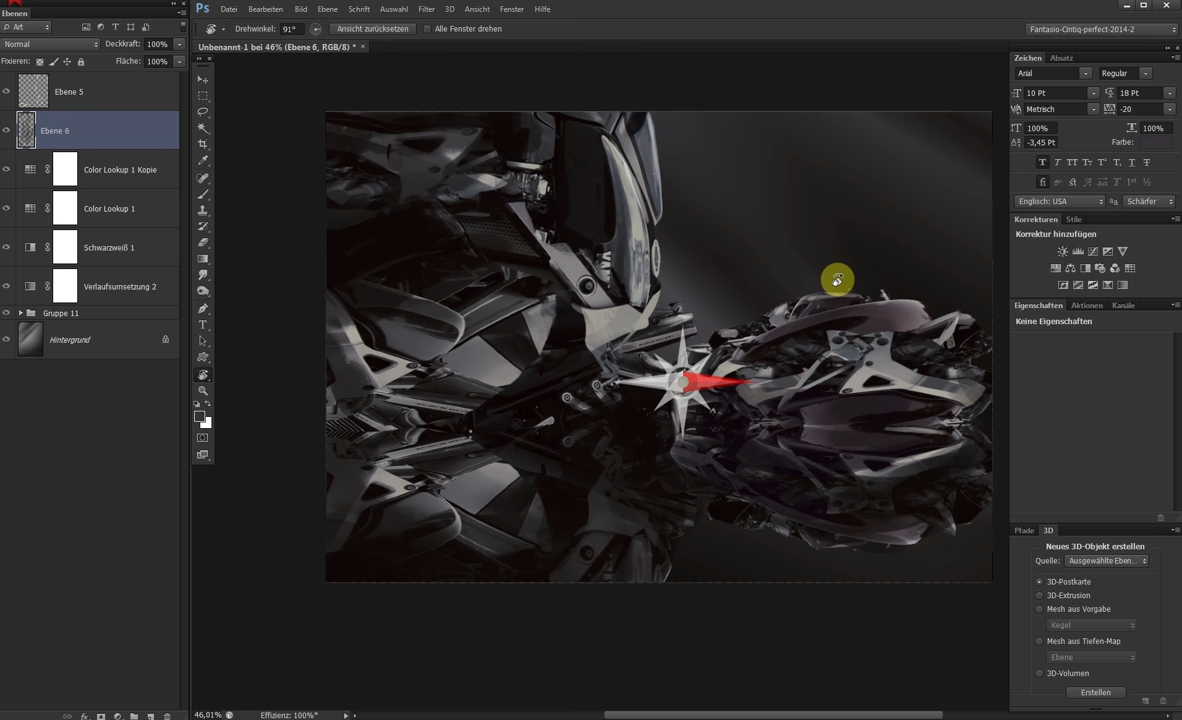 Ebenen
Art
Normal
Deckkraft: 100%
Fixieren:
Fläche: 100%
Ebene 5
Ebene 6
Color Lookup 1 Kopie
Color Lookup 1
Schwarzweiß 1
Verlaufsumsetzung 2
Gruppe 11
Hintergrund
Ps Datei Bearbeiten Bild Ebene Schrift Auswahl Filter 3D Ansicht Fenster Hilfe
Drehwinkel: 91° Ansicht zurücksetzen Alle Fenster drehen
Fantasio-Cintiq-perfect-2014-2
Unbenannt-1 bei 46% (Ebene 6, RGB/8) * ×
46,01%
Effizienz: 100%*
Zeichen Absatz
Arial Regular
10 Pt 18 Pt
Metrisch -20
100% 100%
-3,45 Pt Farbe:
Englisch: USA Schärfer
Korrekturen Stile
Korrektur hinzufügen
Eigenschaften Aktionen Kanäle
Keine Eigenschaften
Pfade 3D
Neues 3D-Objekt erstellen
Quelle: Ausgewählte Eben...
3D-Postkarte
3D-Extrusion
Mesh aus Vorgabe
Kegel
Mesh aus Tiefen-Map
Ebene
3D-Volumen
Erstellen